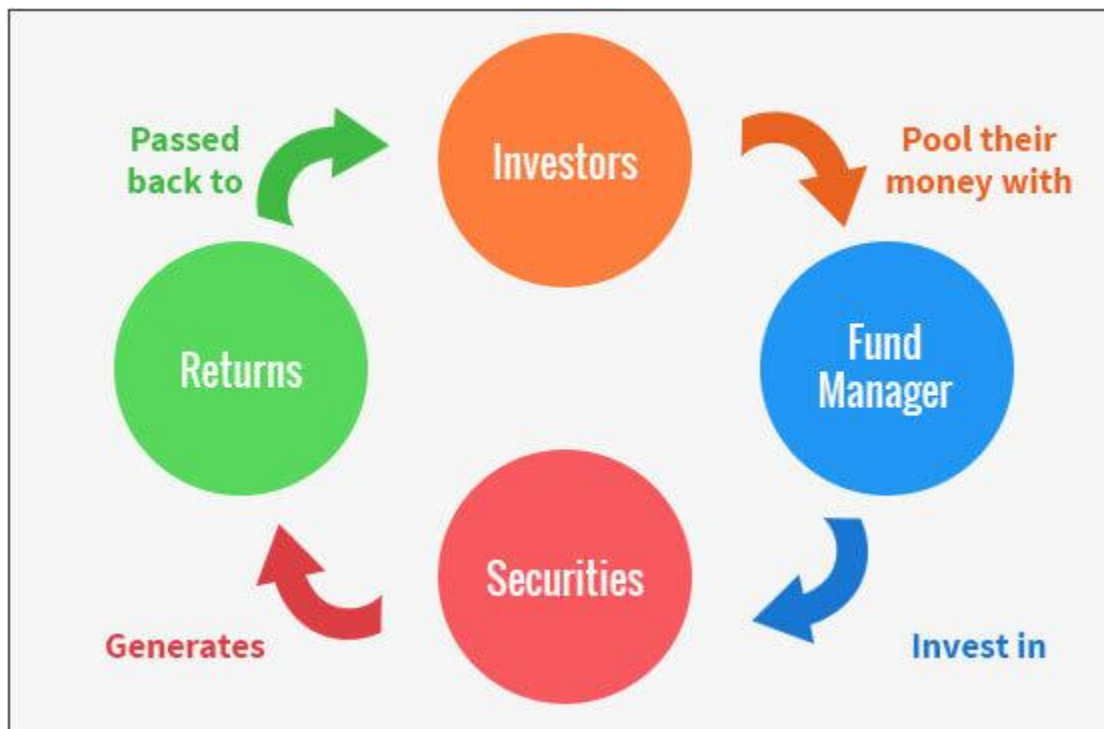 Investors
Pool their
money with
Fund
Manager
Invest in
Securities
Generates
Returns
Passed
back to